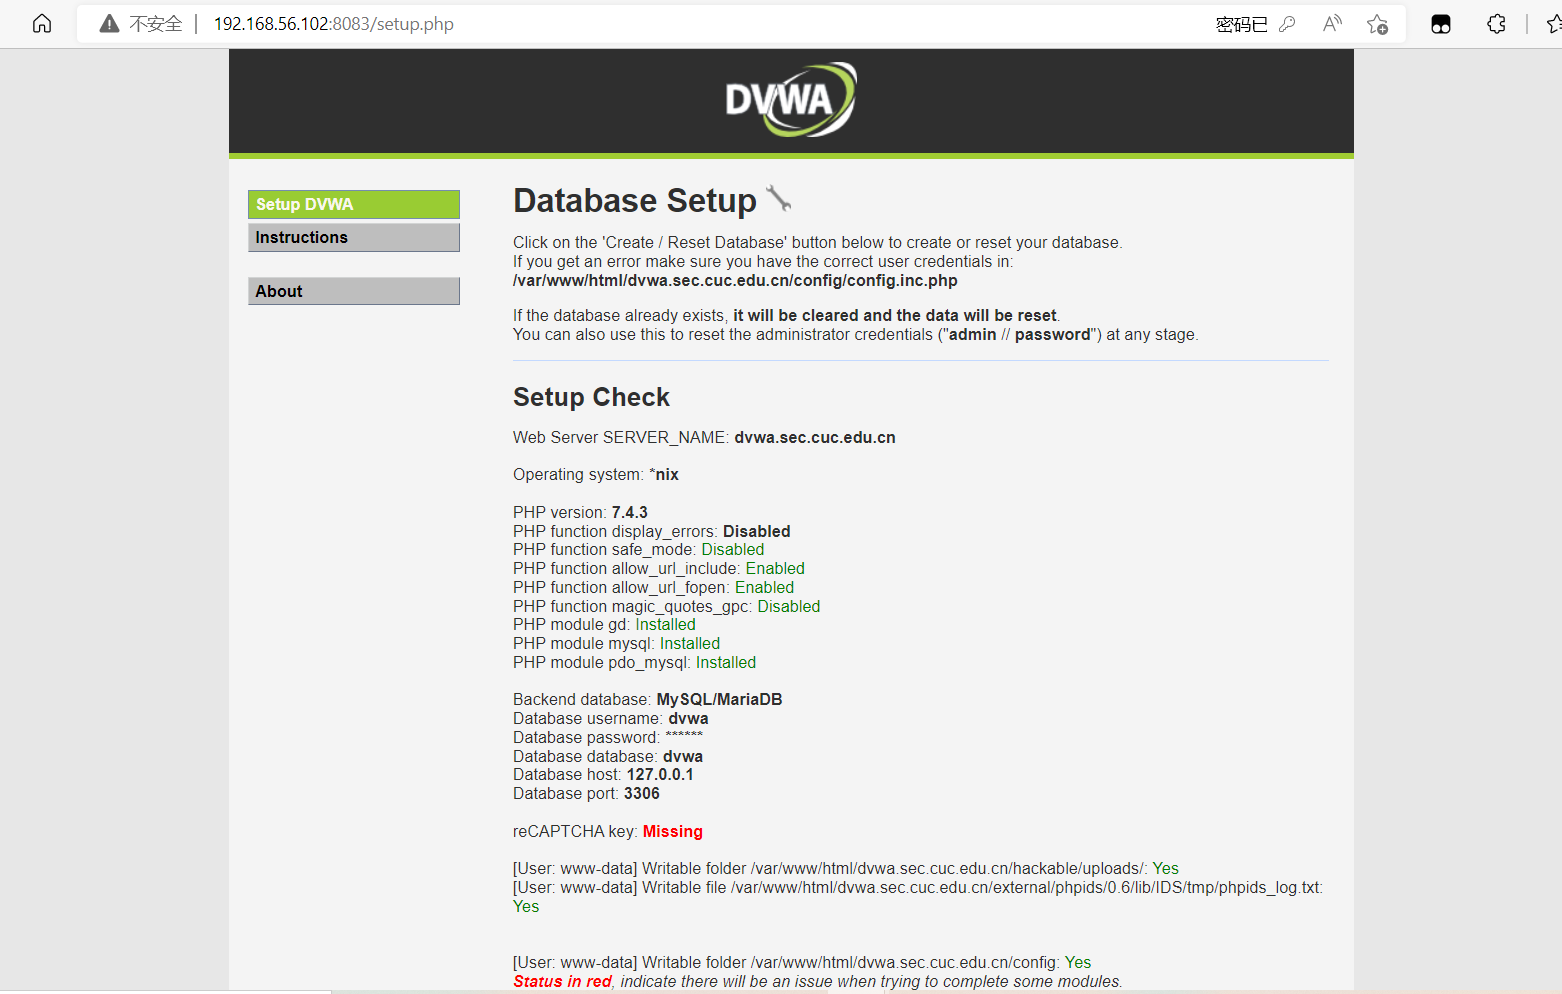 不安全 192.168.56.102:8083/setup.php 密码已
DVWA
Setup DVWA
Instructions
About
Database Setup
Click on the 'Create / Reset Database' button below to create or reset your database.
If you get an error make sure you have the correct user credentials in:
/var/www/html/dvwa.sec.cuc.edu.cn/config/config.inc.php
If the database already exists, it will be cleared and the data will be reset.
You can also use this to reset the administrator credentials ("admin // password") at any stage.
Setup Check
Web Server SERVER_NAME: dvwa.sec.cuc.edu.cn
Operating system: *nix
PHP version: 7.4.3
PHP function display_errors: Disabled
PHP function safe_mode: Disabled
PHP function allow_url_include: Enabled
PHP function allow_url_fopen: Enabled
PHP function magic_quotes_gpc: Disabled
PHP module gd: Installed
PHP module mysql: Installed
PHP module pdo_mysql: Installed
Backend database: MySQL/MariaDB
Database username: dvwa
Database password: ******
Database database: dvwa
Database host: 127.0.0.1
Database port: 3306
reCAPTCHA key: Missing
[User: www-data] Writable folder /var/www/html/dvwa.sec.cuc.edu.cn/hackable/uploads/: Yes
[User: www-data] Writable file /var/www/html/dvwa.sec.cuc.edu.cn/external/phpids/0.6/lib/IDS/tmp/phpids_log.txt:
Yes
[User: www-data] Writable folder /var/www/html/dvwa.sec.cuc.edu.cn/config: Yes
Status in red, indicate there will be an issue when trying to complete some modules.